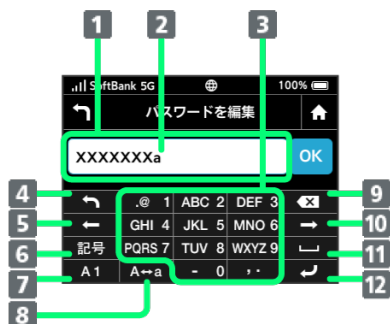 1 2 3
SoftBank 5G 100%
パスワードを編集
XXXXXXXa OK
4 .@ 1 ABC 2 DEF 3 9
5 GHI 4 JKL 5 MNO 6 10
6 記号 PQRS 7 TUV 8 WXYZ 9 11
7 A1 A↔a - 0 , . 12
8